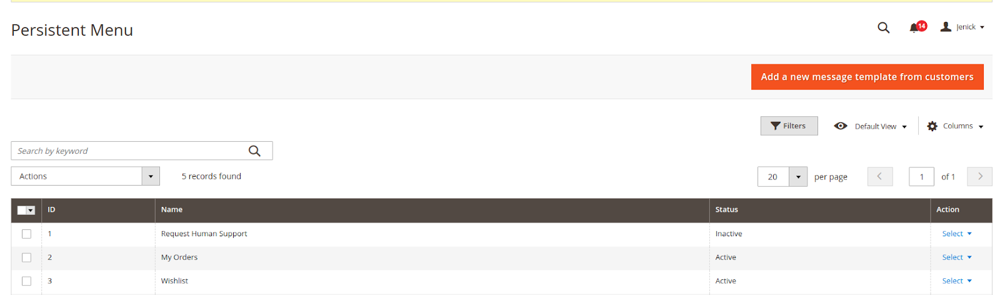 Persistent Menu
14
Jenick
Add a new message template from customers
Filters
Default View
Columns
Search by keyword
Actions
5 records found
20 per page
1 of 1
ID Name Status Action
1 Request Human Support Inactive Select
2 My Orders Active Select
3 Wishlist Active Select